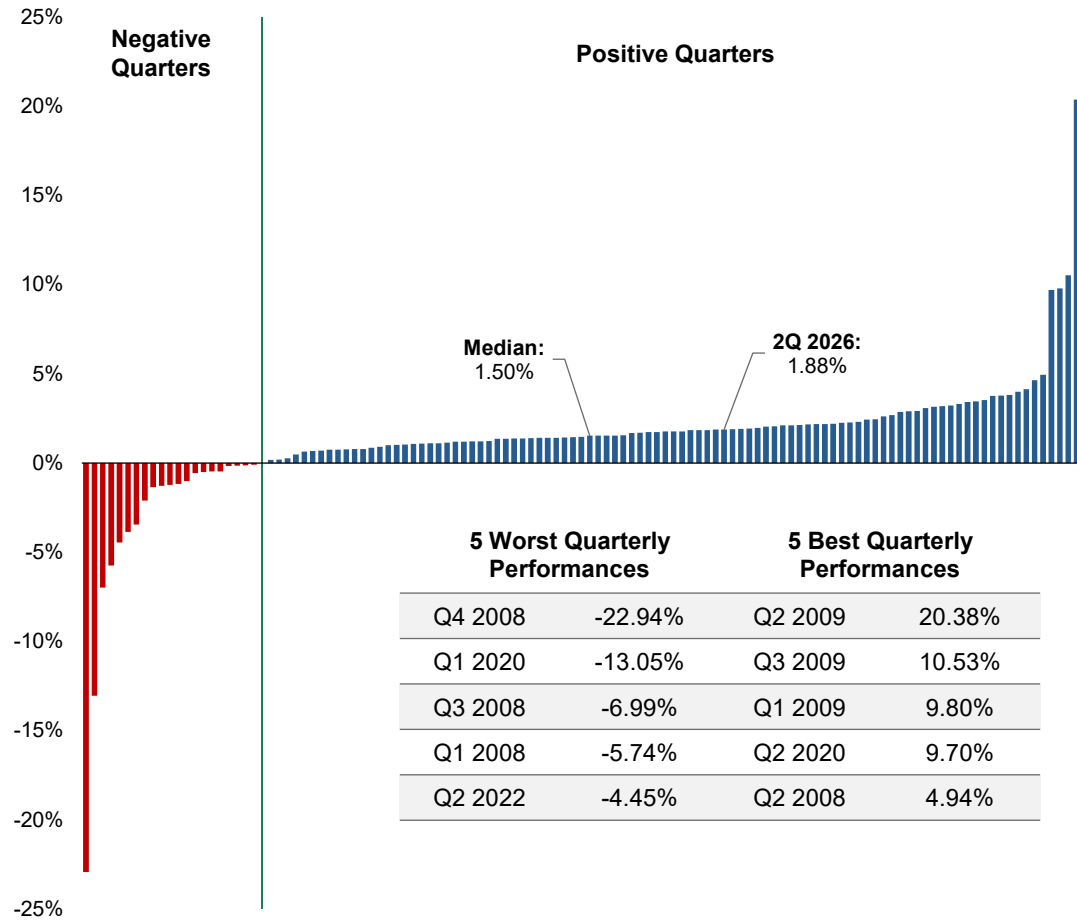 25%
20%
15%
10%
5%
0%
-5%
-10%
-15%
-20%
-25%
Negative
Quarters
Positive Quarters
Median:
1.50%
2Q 2026:
1.88%
5 Worst Quarterly
Performances
5 Best Quarterly
Performances
Q4 2008 -22.94% Q2 2009 20.38%
Q1 2020 -13.05% Q3 2009 10.53%
Q3 2008 -6.99% Q1 2009 9.80%
Q1 2008 -5.74% Q2 2020 9.70%
Q2 2022 -4.45% Q2 2008 4.94%